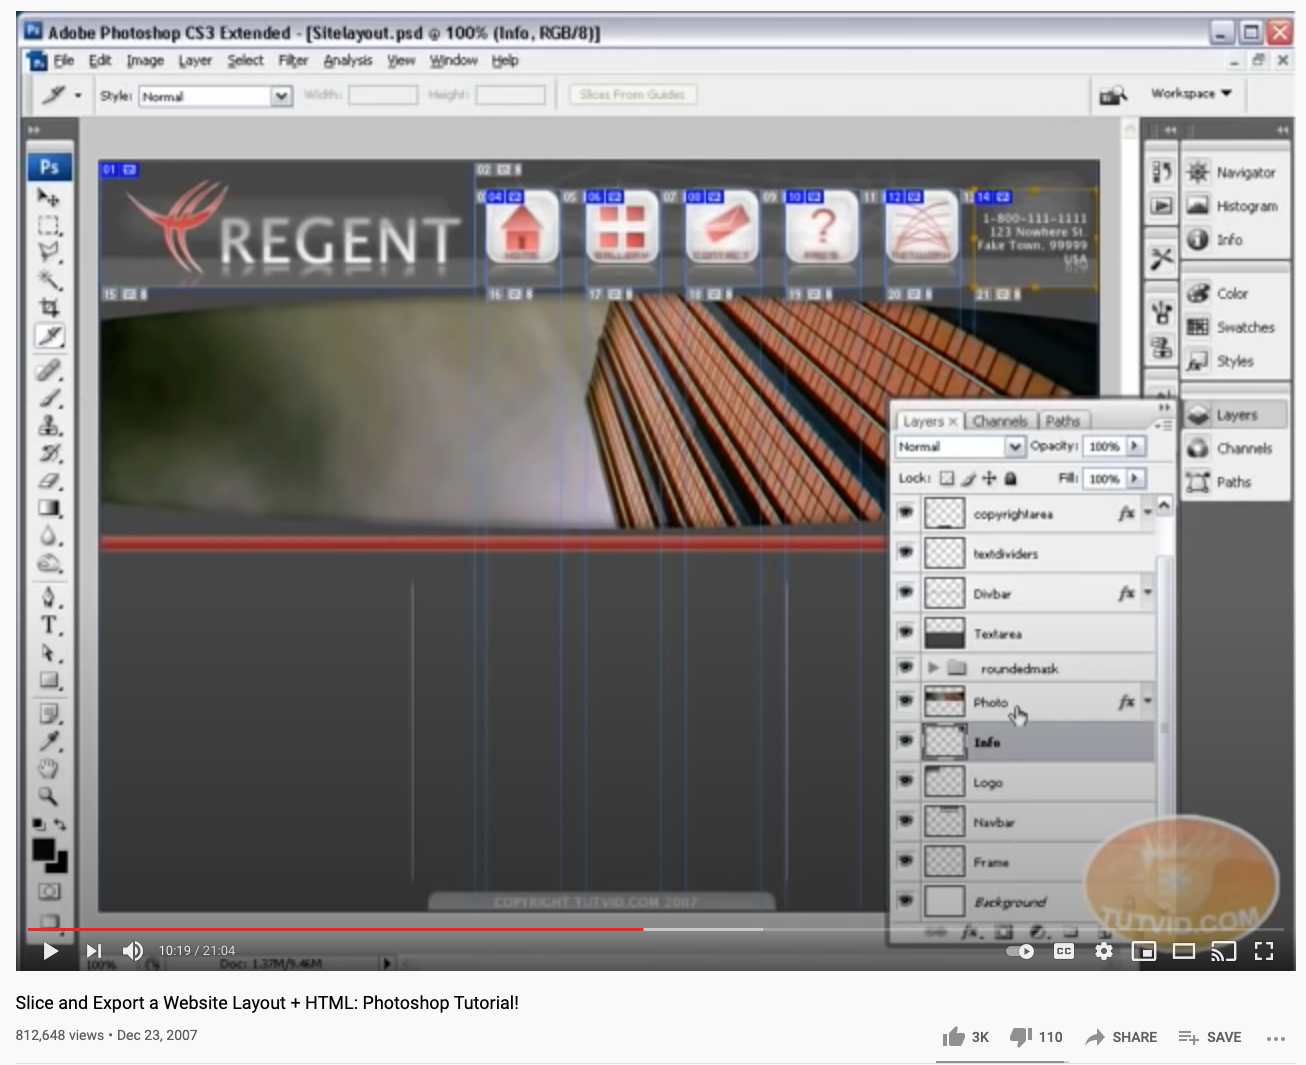 Adobe Photoshop CS3 Extended - [Sitelayout.psd @ 100% (Info, RGB/8)]
File Edit Image Layer Select Filter Analysis View Window Help
Style: Normal Width: Height: Slices From Guides Workspace
Ps
01 02
04 05 06 07 08 09 10 11 12 14
REGENT
HOME GALLERY CONTACT FAQ'S NETWORK
1-800-111-1111
123 Nowhere St.
Fake Town, 99999
USA
15 16 17 18 19 20 21
Navigator
Histogram
Info
Color
Swatches
Styles
Layers
Channels
Paths
Layers Channels Paths
Normal Opacity: 100%
Lock: Fill: 100%
copyrightarea fx
textdividers
Divbar fx
Textarea
roundedmask
Photo fx
Info
Logo
Navbar
Frame
Background
COPYRIGHT TUTVID.COM 2007
TUTVID.COM
10:19 / 21:04 CC
100% Doc: 1.37M/9.46M
Slice and Export a Website Layout + HTML: Photoshop Tutorial!
812,648 views • Dec 23, 2007
3K 110 SHARE SAVE